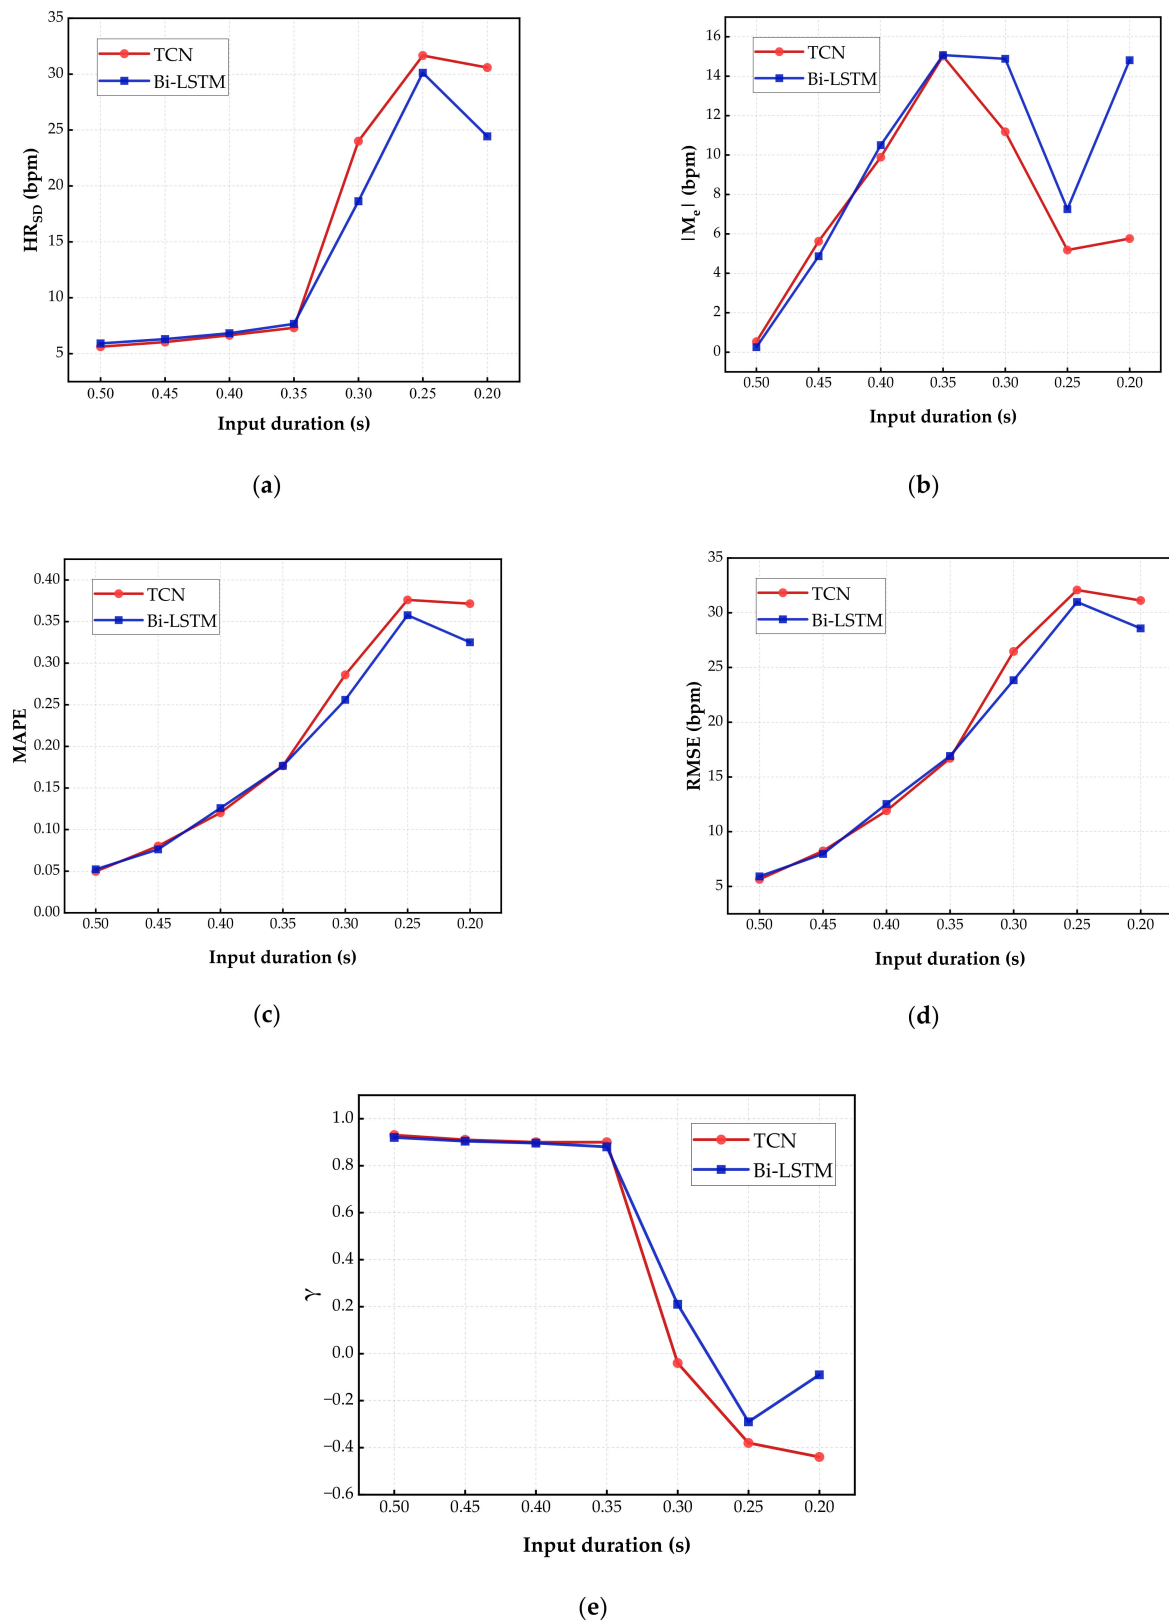 35
30
25
20
15
10
5
HR_SD (bpm)
TCN
Bi-LSTM
0.50 0.45 0.40 0.35 0.30 0.25 0.20
Input duration (s)
(a)
16
14
12
10
8
6
4
2
0
|M_e| (bpm)
TCN
Bi-LSTM
0.50 0.45 0.40 0.35 0.30 0.25 0.20
Input duration (s)
(b)
0.40
0.35
0.30
0.25
0.20
0.15
0.10
0.05
0.00
MAPE
TCN
Bi-LSTM
0.50 0.45 0.40 0.35 0.30 0.25 0.20
Input duration (s)
(c)
35
30
25
20
15
10
5
RMSE (bpm)
TCN
Bi-LSTM
0.50 0.45 0.40 0.35 0.30 0.25 0.20
Input duration (s)
(d)
1.0
0.8
0.6
0.4
0.2
0.0
−0.2
−0.4
−0.6
γ
TCN
Bi-LSTM
0.50 0.45 0.40 0.35 0.30 0.25 0.20
Input duration (s)
(e)